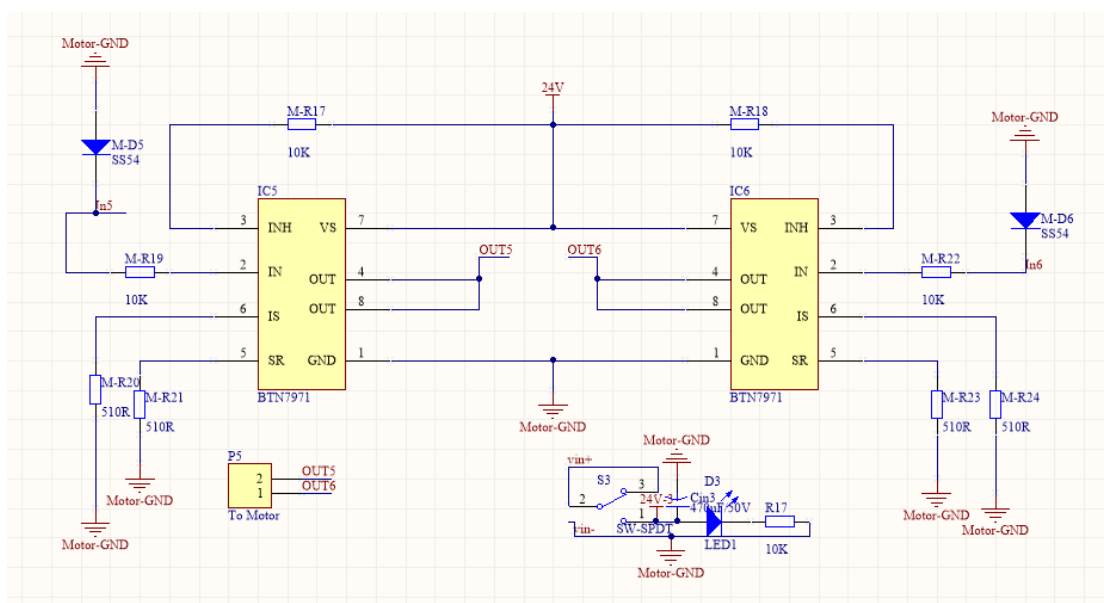 Motor-GND
24V
M-R17
M-R18
Motor-GND
M-D5
SS54
10K
10K
IC5
IC6
M-D6
SS54
In5
3
INH
VS
7
7
VS
INH
3
OUT5
OUT6
M-R19
2
IN
OUT
4
4
OUT
IN
2
M-R22
In6
10K
OUT
8
8
OUT
10K
6
IS
IS
6
5
SR
GND
1
1
GND
SR
5
M-R20
510R
M-R21
510R
BTN7971
BTN7971
M-R23
510R
M-R24
510R
Motor-GND
Motor-GND
P5
2
OUT5
1
OUT6
To Motor
Motor-GND
Motor-GND
vin+
S3
3
2
24V-3
Cin3
470uF/50V
D3
R17
1
vin-
SW-SPDT
LED1
10K
Motor-GND
Motor-GND
Motor-GND